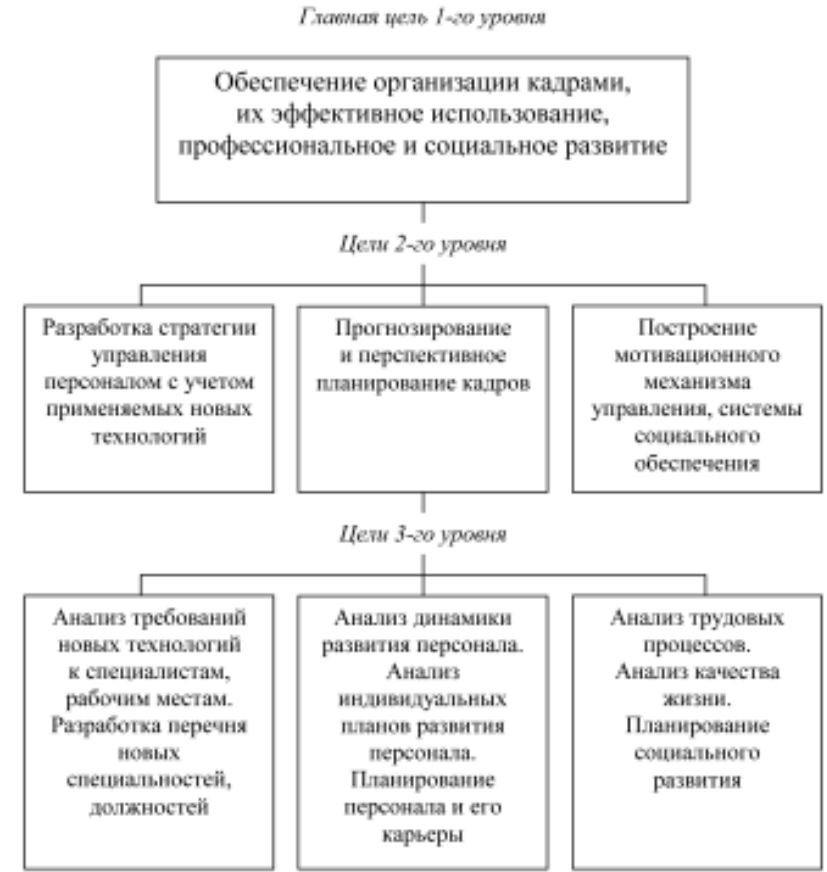 Главная цель 1-го уровня
Обеспечение организации кадрами,
их эффективное использование,
профессиональное и социальное развитие
Цели 2-го уровня
Разработка стратегии
управления
персоналом с учетом
применяемых новых
технологий
Прогнозирование
и перспективное
планирование кадров
Построение
мотивационного
механизма
управления, системы
социального
обеспечения
Цели 3-го уровня
Анализ требований
новых технологий
к специалистам,
рабочим местам.
Разработка перечня
новых
специальностей,
должностей
Анализ динамики
развития персонала.
Анализ
индивидуальных
планов развития
персонала.
Планирование
персонала и его
карьеры
Анализ трудовых
процессов.
Анализ качества
жизни.
Планирование
социального
развития